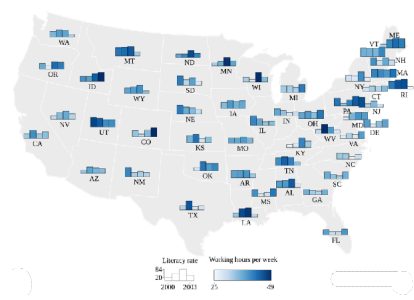 ME
WA
VT
MT
ND
NH
OR
MN
ID
SD
WI
NY
MA
MI
CT
RI
WY
PA
NJ
NE
IA
IN
OH
MD
NV
UT
IL
DE
CA
CO
WV
VA
KS
MO
KY
NC
AZ
NM
OK
AR
TN
SC
MS
AL
GA
TX
LA
FL
Literacy rate
Working hours per week
84
20
2000
25
49